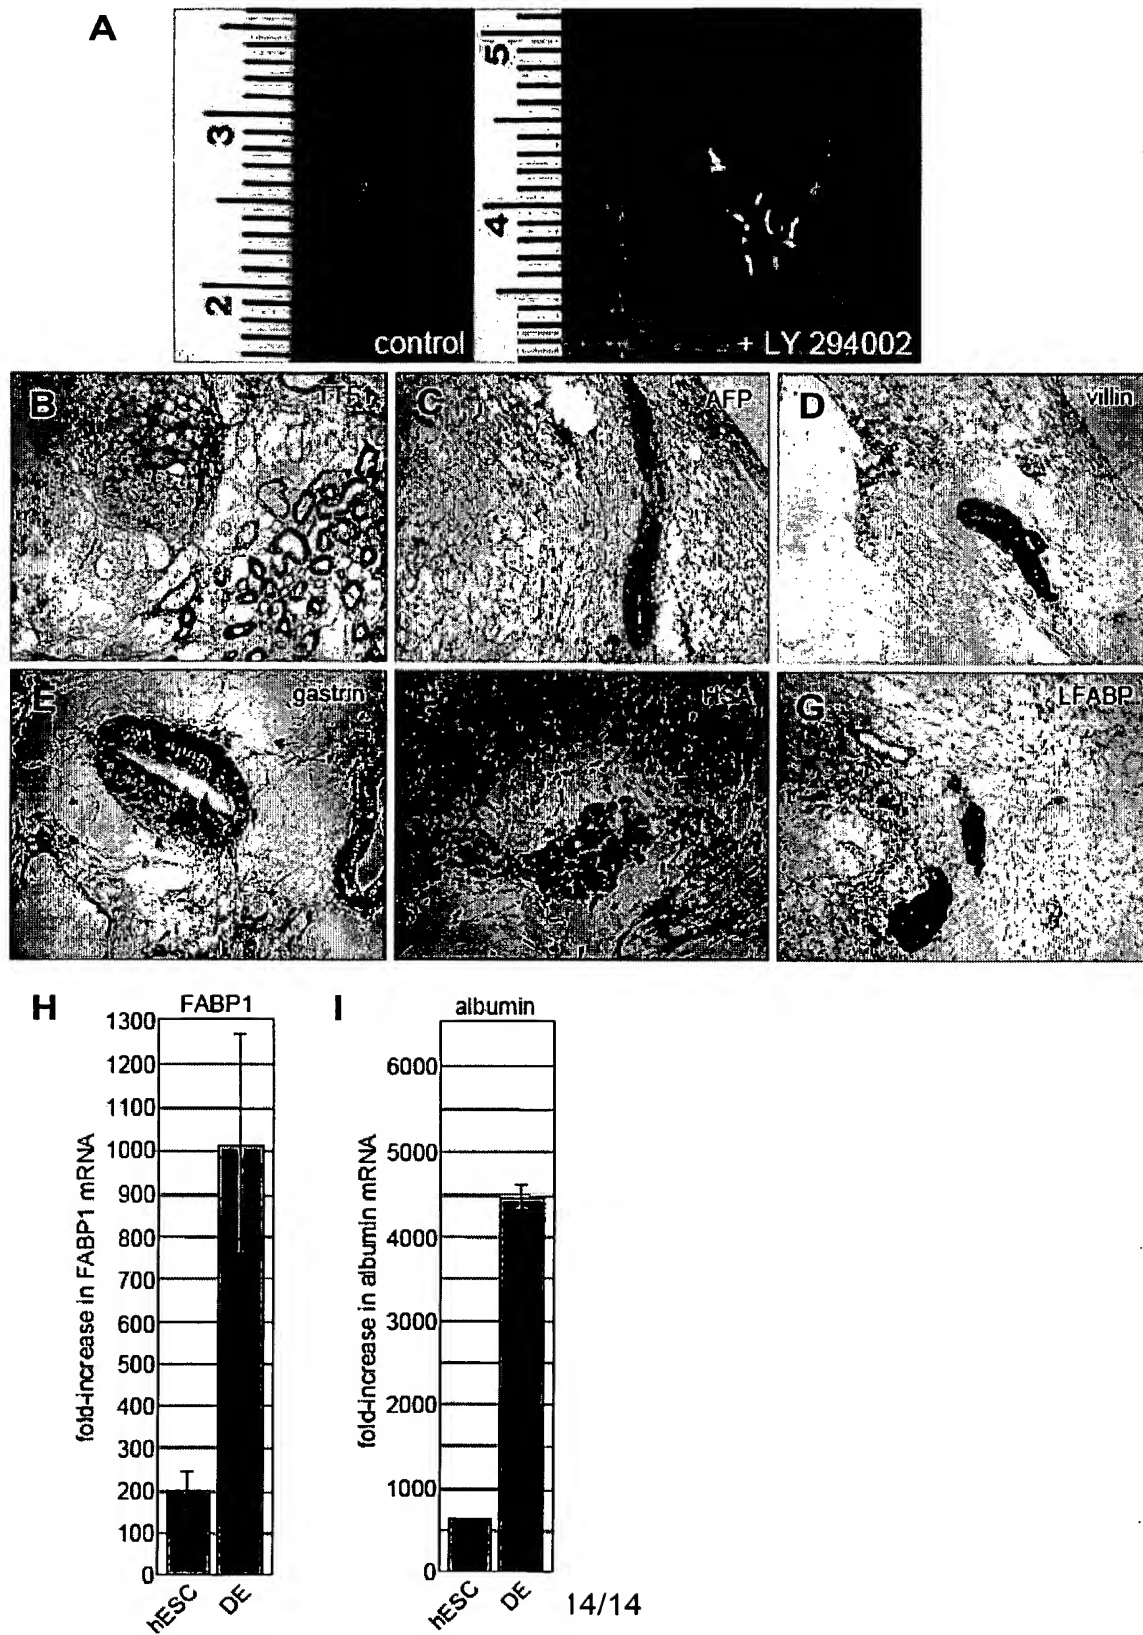 A
3
2
control
5
4
+ LY 294002
B
TTF1
C
AFP
D
villin
E
gastrin
F
HSA
G
LFABP
H
FABP1
fold-increase in FABP1 mRNA
1300
1200
1100
1000
900
800
700
600
500
400
300
200
100
0
hESC
DE
I
albumin
fold-increase in albumin mRNA
6000
5000
4000
3000
2000
1000
0
hESC
DE
14/14